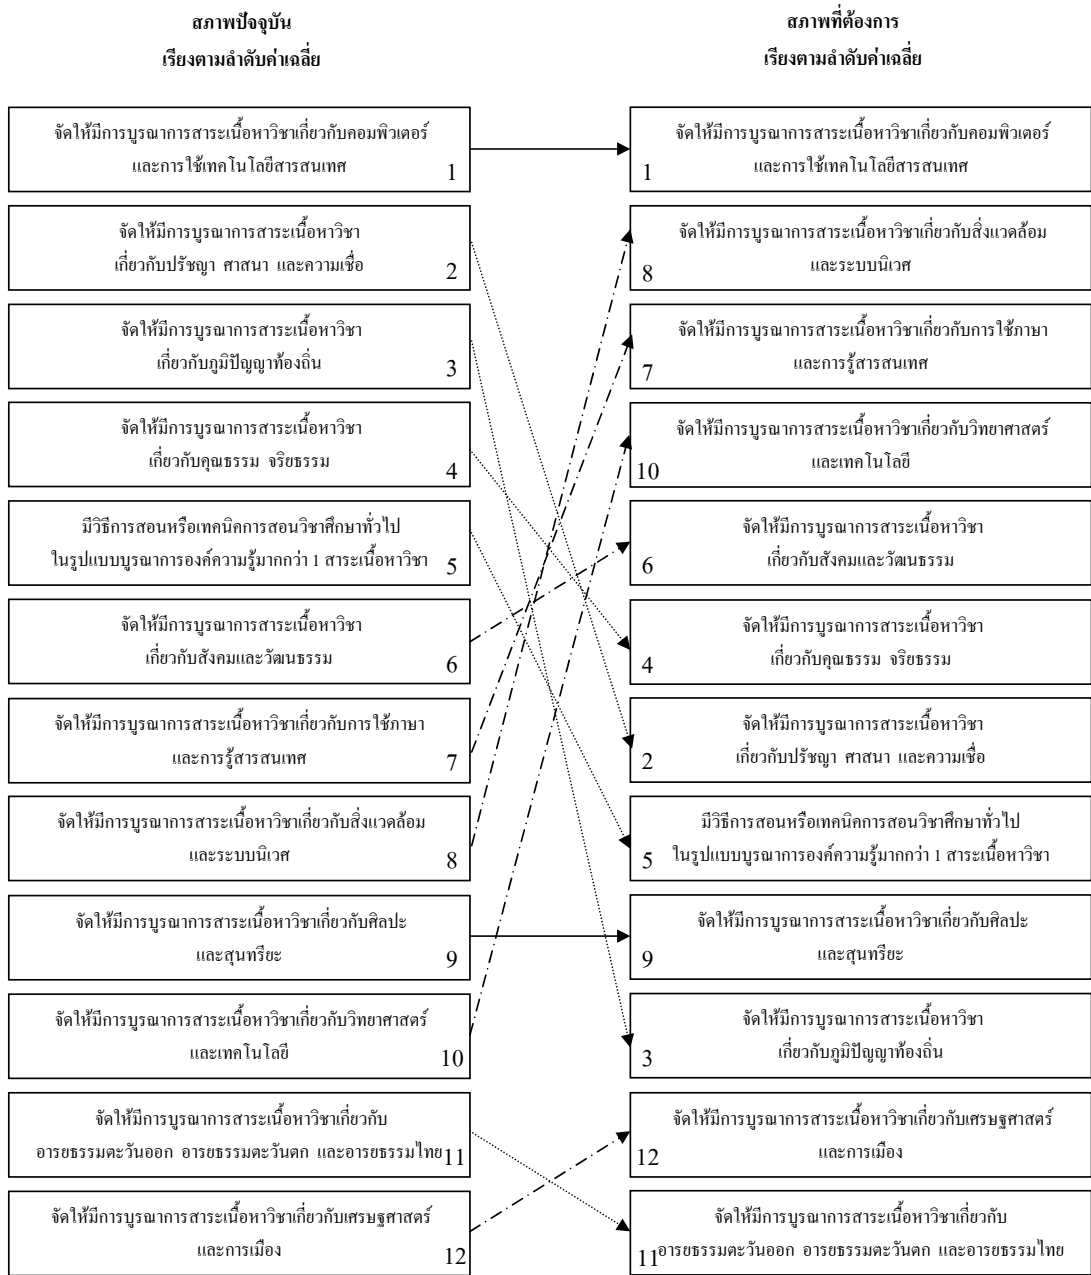 สภาพปัจจุบัน
เรียงตามลำดับค่าเฉลี่ย
จัดให้มีการบูรณาการสาระเนื้อหาวิชาเกี่ยวกับคอมพิวเตอร์
และการใช้เทคโนโลยีสารสนเทศ 1
จัดให้มีการบูรณาการสาระเนื้อหาวิชา
เกี่ยวกับปรัชญา ศาสนา และความเชื่อ 2
จัดให้มีการบูรณาการสาระเนื้อหาวิชา
เกี่ยวกับภูมิปัญญาท้องถิ่น 3
จัดให้มีการบูรณาการสาระเนื้อหาวิชา
เกี่ยวกับคุณธรรม จริยธรรม 4
มีวิธีการสอนหรือเทคนิคการสอนวิชาศึกษาทั่วไป
ในรูปแบบบูรณาการองค์ความรู้มากกว่า 1 สาระเนื้อหาวิชา 5
จัดให้มีการบูรณาการสาระเนื้อหาวิชา
เกี่ยวกับสังคมและวัฒนธรรม 6
จัดให้มีการบูรณาการสาระเนื้อหาวิชาเกี่ยวกับการใช้ภาษา
และการรู้สารสนเทศ 7
จัดให้มีการบูรณาการสาระเนื้อหาวิชาเกี่ยวกับสิ่งแวดล้อม
และระบบนิเวศ 8
จัดให้มีการบูรณาการสาระเนื้อหาวิชาเกี่ยวกับศิลปะ
และสุนทรียะ 9
จัดให้มีการบูรณาการสาระเนื้อหาวิชาเกี่ยวกับวิทยาศาสตร์
และเทคโนโลยี 10
จัดให้มีการบูรณาการสาระเนื้อหาวิชาเกี่ยวกับ
อารยธรรมตะวันออก อารยธรรมตะวันตก และอารยธรรมไทย 11
จัดให้มีการบูรณาการสาระเนื้อหาวิชาเกี่ยวกับเศรษฐศาสตร์
และการเมือง 12
สภาพที่ต้องการ
เรียงตามลำดับค่าเฉลี่ย
จัดให้มีการบูรณาการสาระเนื้อหาวิชาเกี่ยวกับคอมพิวเตอร์
1 และการใช้เทคโนโลยีสารสนเทศ
จัดให้มีการบูรณาการสาระเนื้อหาวิชาเกี่ยวกับสิ่งแวดล้อม
8 และระบบนิเวศ
จัดให้มีการบูรณาการสาระเนื้อหาวิชาเกี่ยวกับการใช้ภาษา
7 และการรู้สารสนเทศ
จัดให้มีการบูรณาการสาระเนื้อหาวิชาเกี่ยวกับวิทยาศาสตร์
10 และเทคโนโลยี
จัดให้มีการบูรณาการสาระเนื้อหาวิชา
6 เกี่ยวกับสังคมและวัฒนธรรม
จัดให้มีการบูรณาการสาระเนื้อหาวิชา
4 เกี่ยวกับคุณธรรม จริยธรรม
จัดให้มีการบูรณาการสาระเนื้อหาวิชา
2 เกี่ยวกับปรัชญา ศาสนา และความเชื่อ
มีวิธีการสอนหรือเทคนิคการสอนวิชาศึกษาทั่วไป
5 ในรูปแบบบูรณาการองค์ความรู้มากกว่า 1 สาระเนื้อหาวิชา
จัดให้มีการบูรณาการสาระเนื้อหาวิชาเกี่ยวกับศิลปะ
9 และสุนทรียะ
จัดให้มีการบูรณาการสาระเนื้อหาวิชา
3 เกี่ยวกับภูมิปัญญาท้องถิ่น
จัดให้มีการบูรณาการสาระเนื้อหาวิชาเกี่ยวกับเศรษฐศาสตร์
12 และการเมือง
จัดให้มีการบูรณาการสาระเนื้อหาวิชาเกี่ยวกับ
11 อารยธรรมตะวันออก อารยธรรมตะวันตก และอารยธรรมไทย